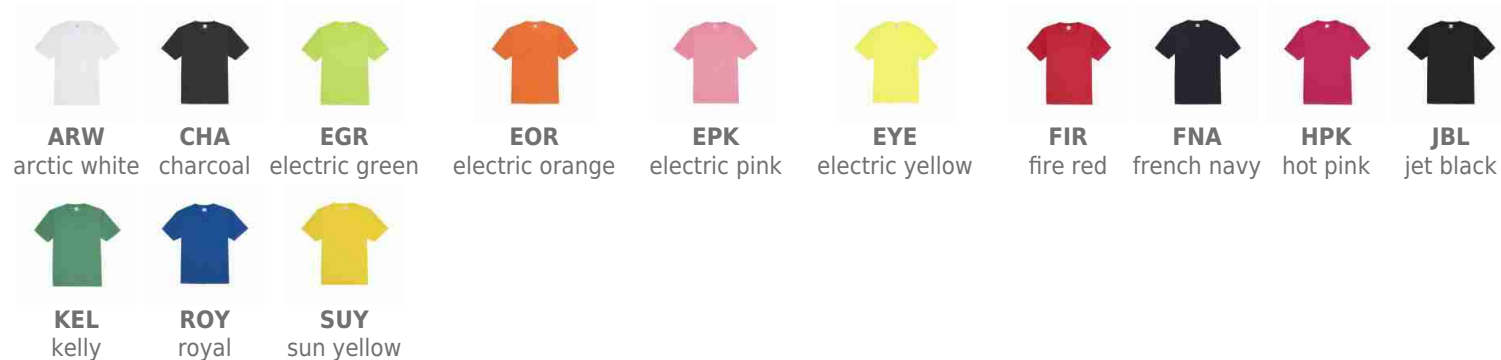 ARW CHA EGR EOR EPK EYE FIR FNA HPK JBL
arctic white charcoal electric green electric orange electric pink electric yellow fire red french navy hot pink jet black
KEL ROY SUY
kelly royal sun yellow